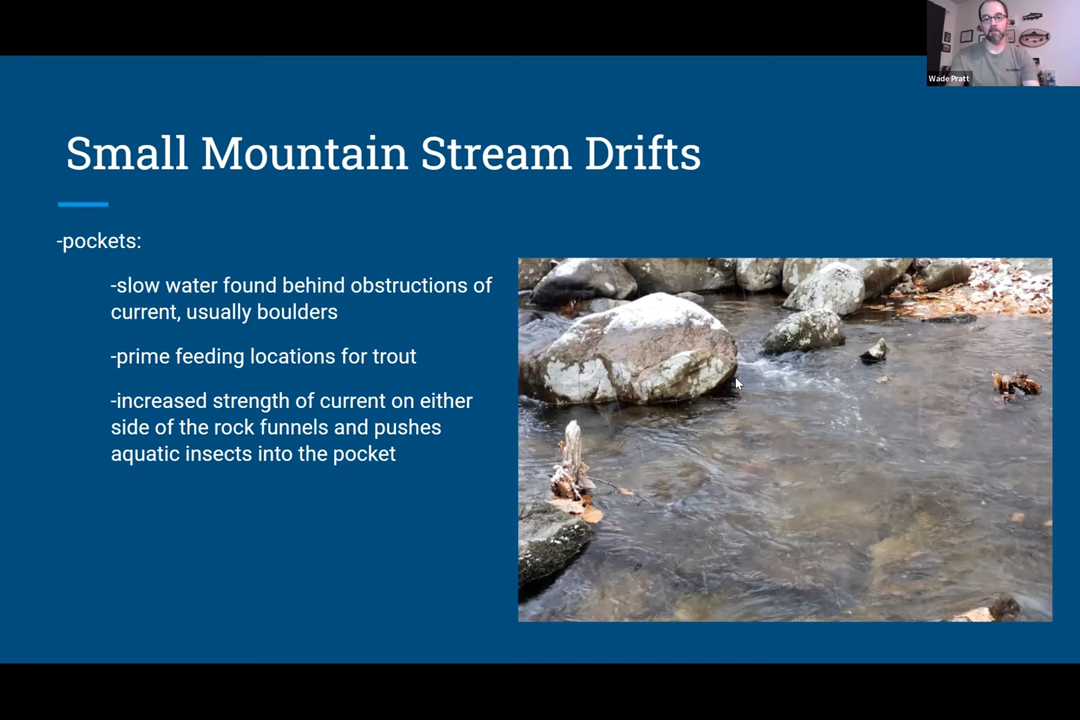 Wade Pratt
Small Mountain Stream Drifts
-pockets:
-slow water found behind obstructions of
current, usually boulders
-prime feeding locations for trout
-increased strength of current on either
side of the rock funnels and pushes
aquatic insects into the pocket